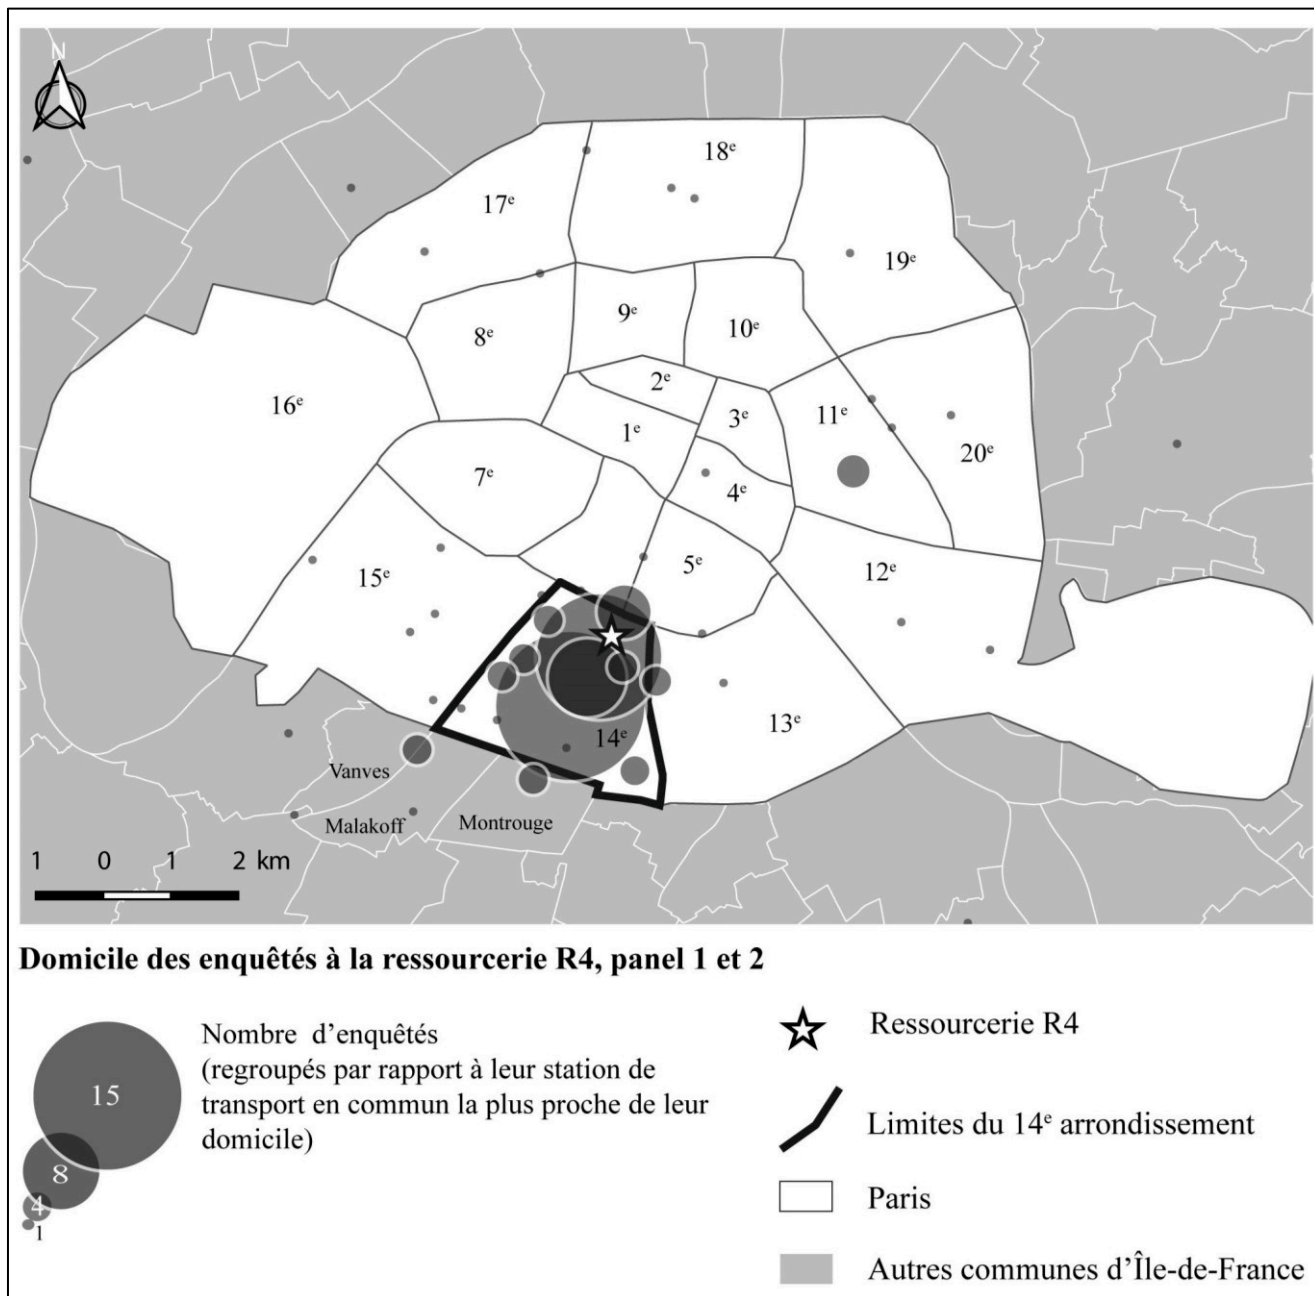 N
18ᵉ
17ᵉ
19ᵉ
9ᵉ
10ᵉ
8ᵉ
2ᵉ
16ᵉ
3ᵉ
11ᵉ
1ᵉ
20ᵉ
7ᵉ
4ᵉ
5ᵉ
12ᵉ
15ᵉ
13ᵉ
14ᵉ
Vanves
Malakoff
Montrouge
1 0 1 2 km
Domicile des enquêtés à la ressourcerie R4, panel 1 et 2
15
8
4
1
Nombre d’enquêtés
(regroupés par rapport à leur station de
transport en commun la plus proche de leur
domicile)
Ressourcerie R4
Limites du 14ᵉ arrondissement
Paris
Autres communes d’Île-de-France